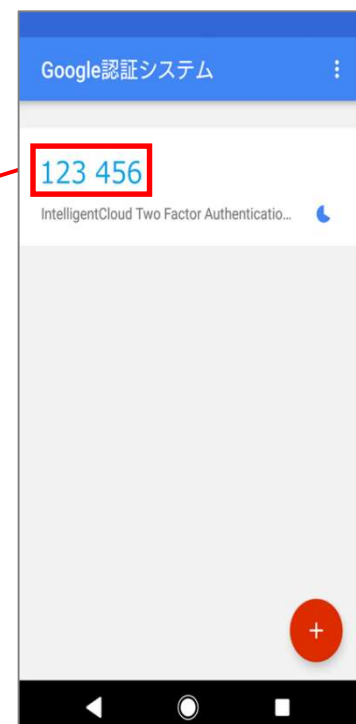 Google認証システム
123 456
IntelligentCloud Two Factor Authenticatio...
+